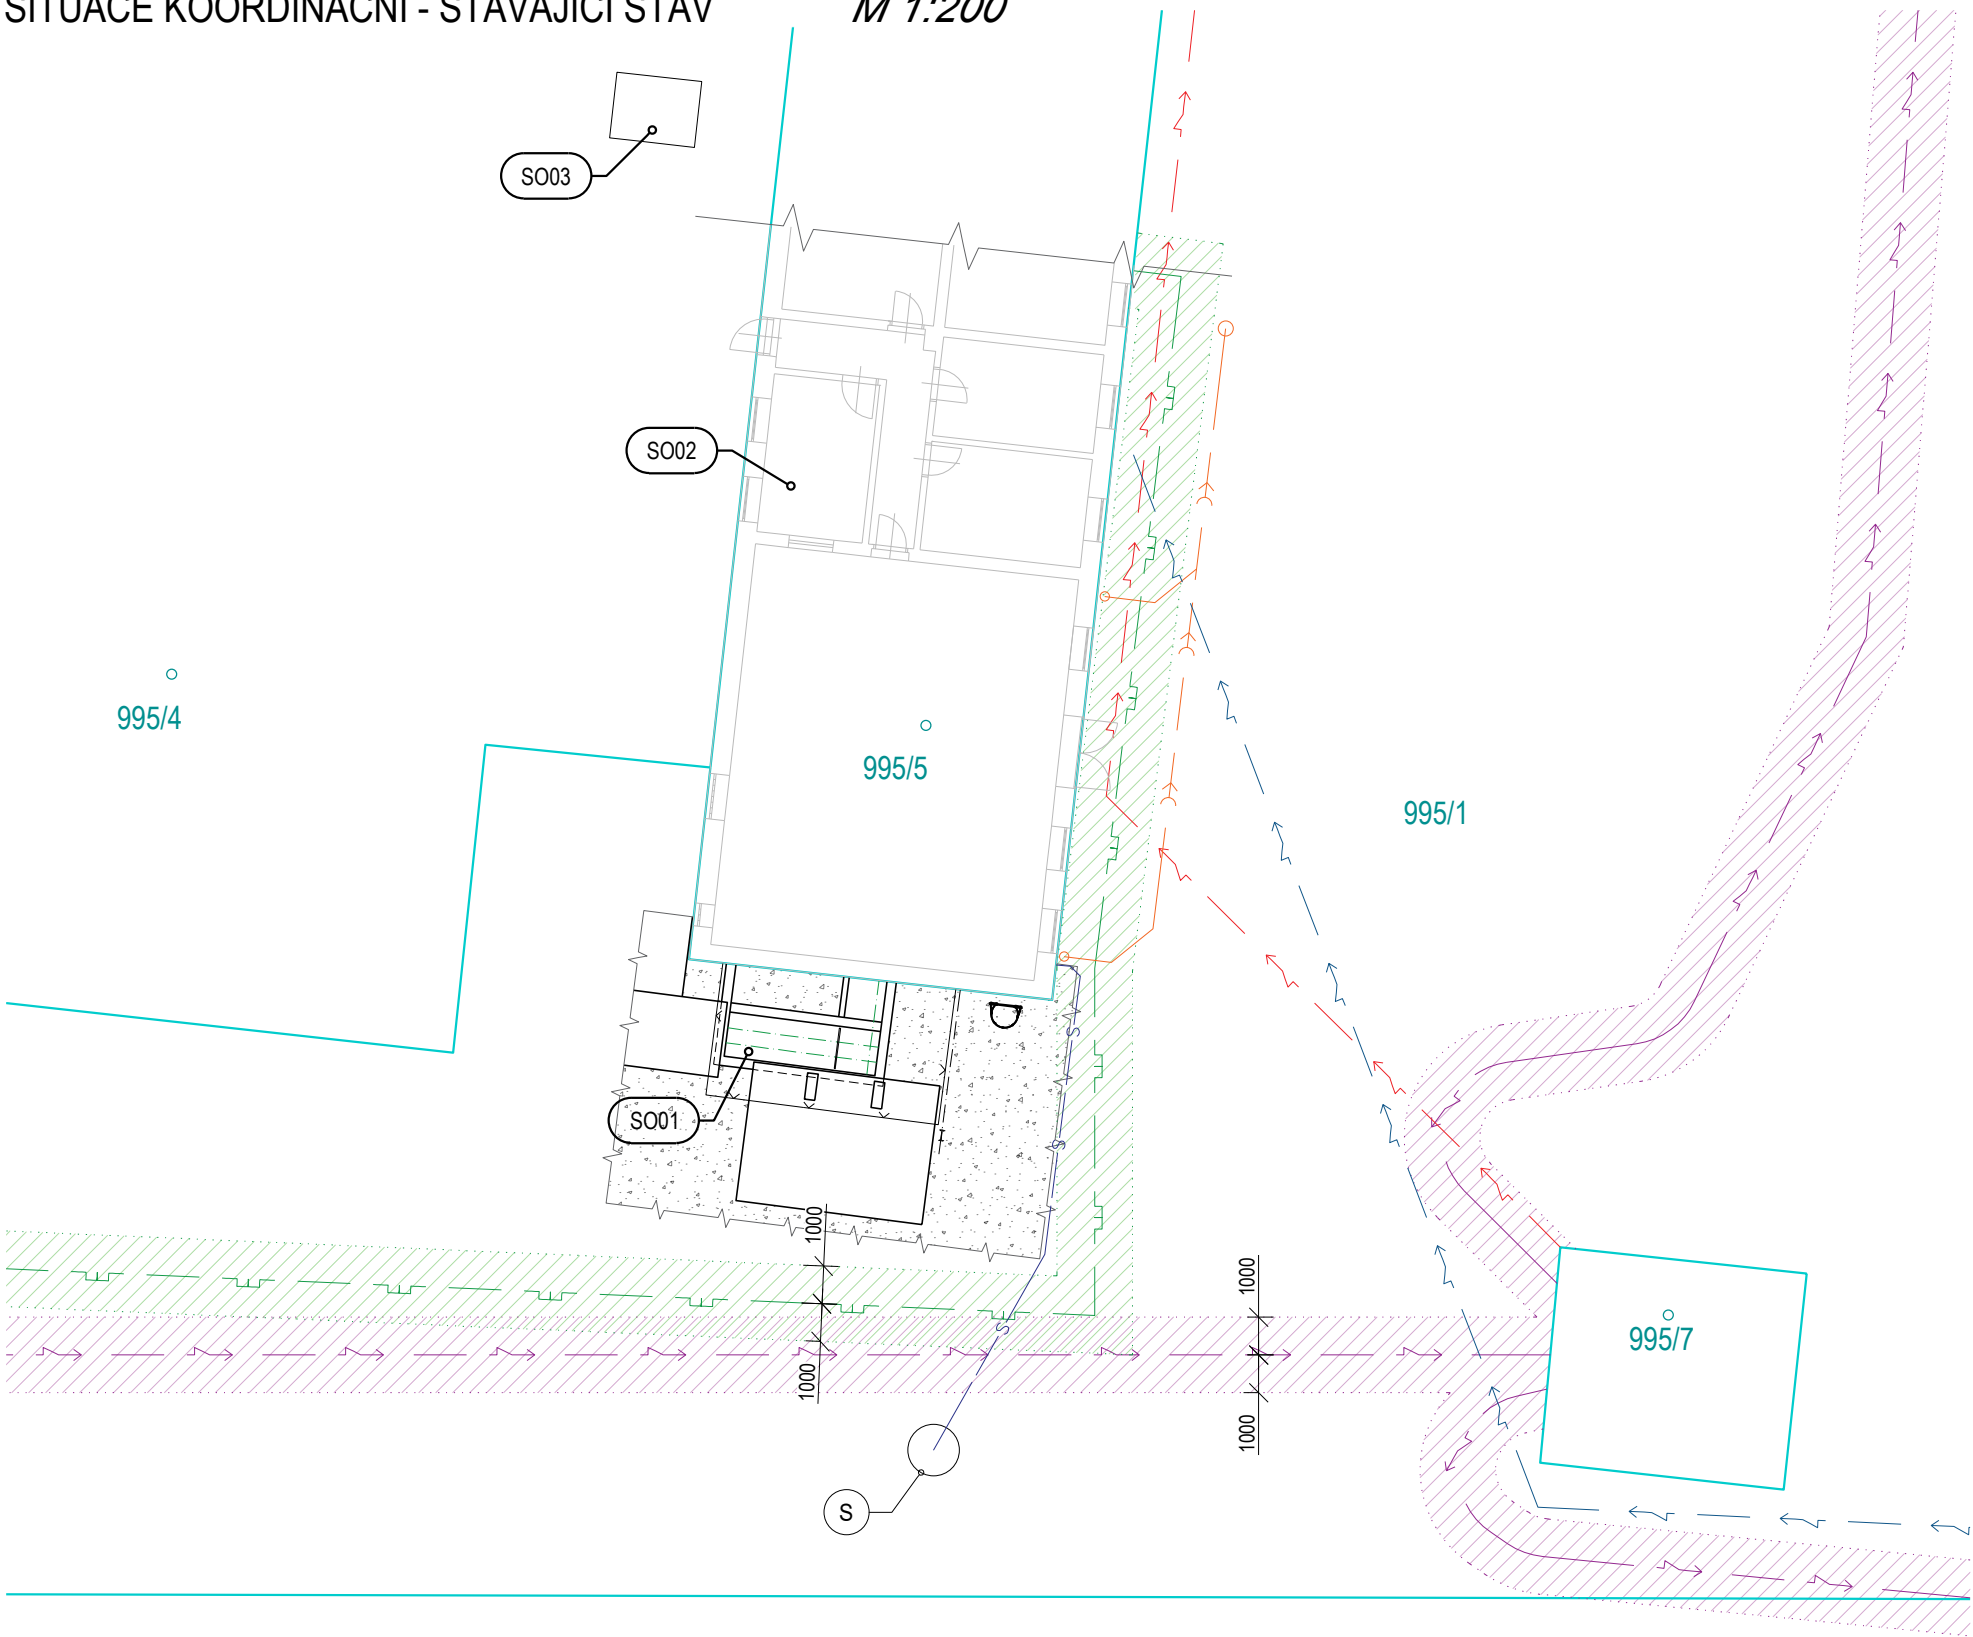 SITUACE KOORDINAČNÍ - STÁVAJÍCÍ STAV M 1:200
SO03
SO02
995/4
995/5
995/1
S
SO01
S
1000
1000
S
995/7
1000
1000
S